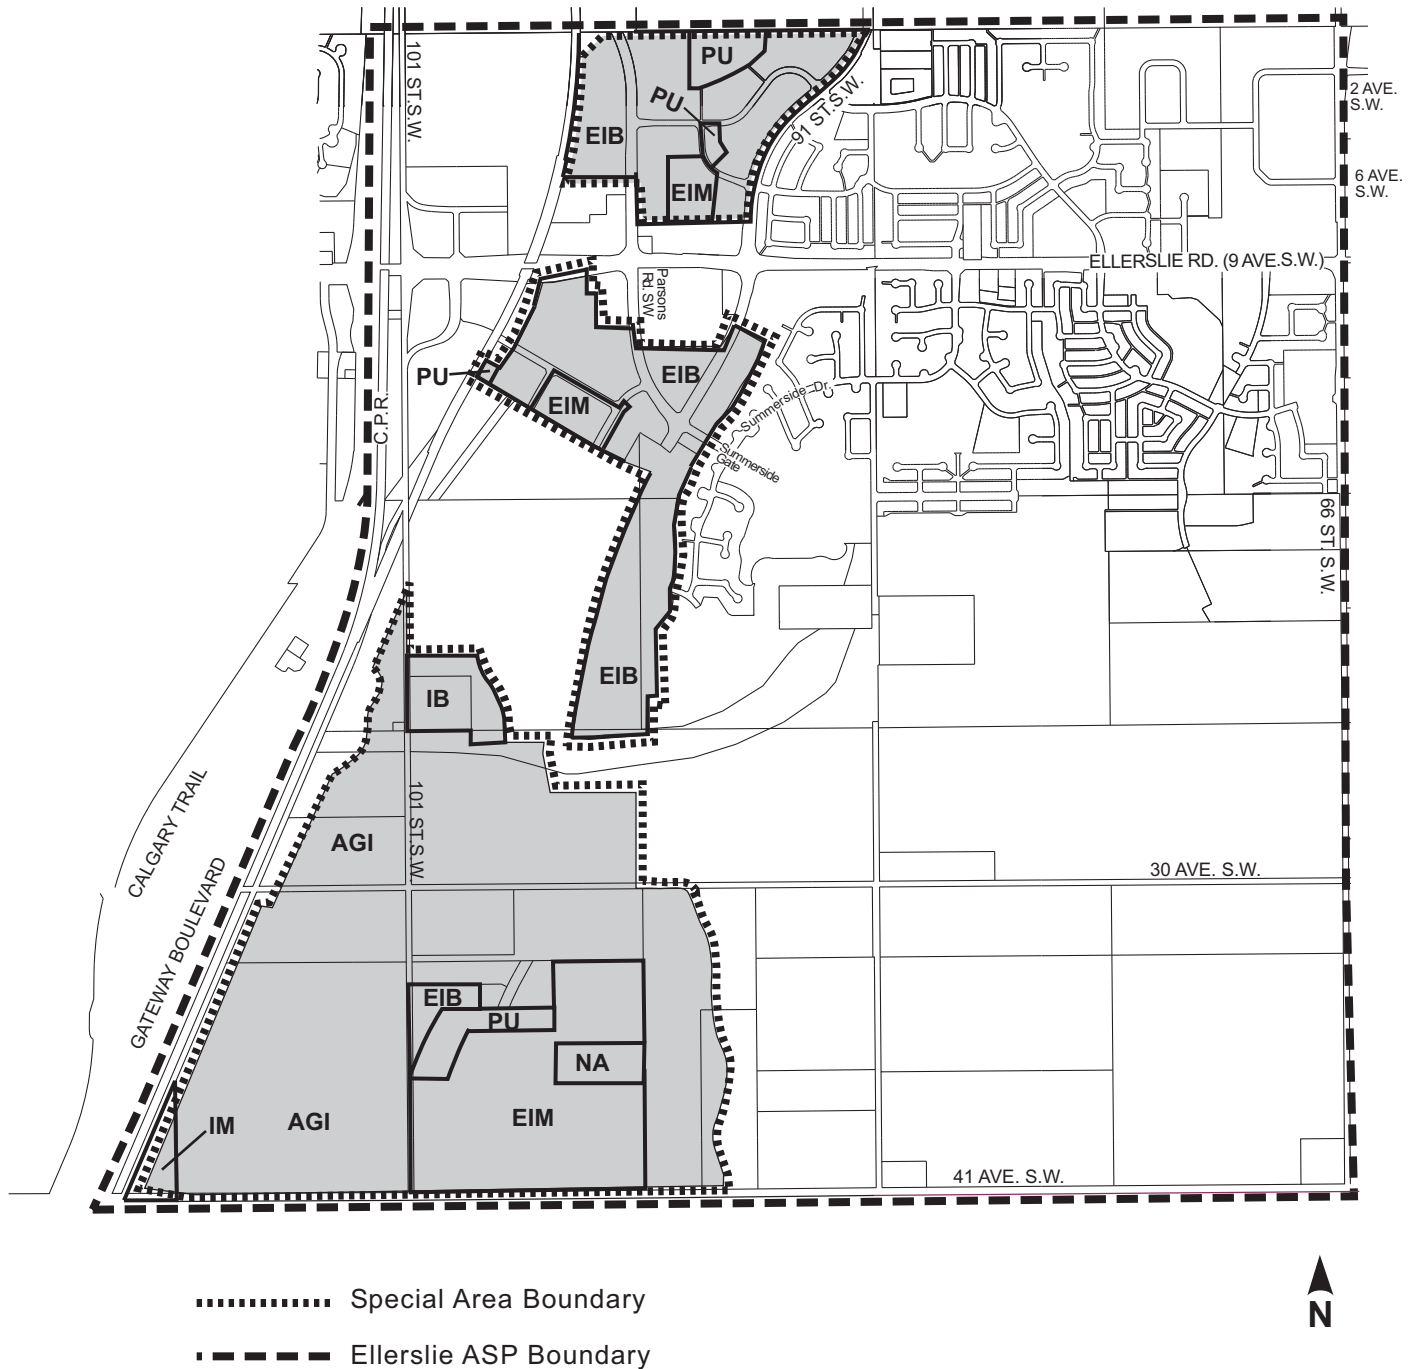 PU
101 ST.S.W.
2 AVE.
S.W.
PU
91 ST.S.W.
EIB
6 AVE.
S.W.
EIM
ELLERSLIE RD. (9 AVE.S.W.)
Parsons
Rd. SW
PU
EIB
EIM
Summerside Dr.
C.P.R.
Summerside
Gate
66 ST. S.W.
EIB
IB
CALGARY TRAIL
101 ST.S.W
AGI
30 AVE. S.W.
GATEWAY BOULEVARD
EIB
PU
NA
IM
AGI
EIM
41 AVE. S.W.
Special Area Boundary
N
Ellerslie ASP Boundary